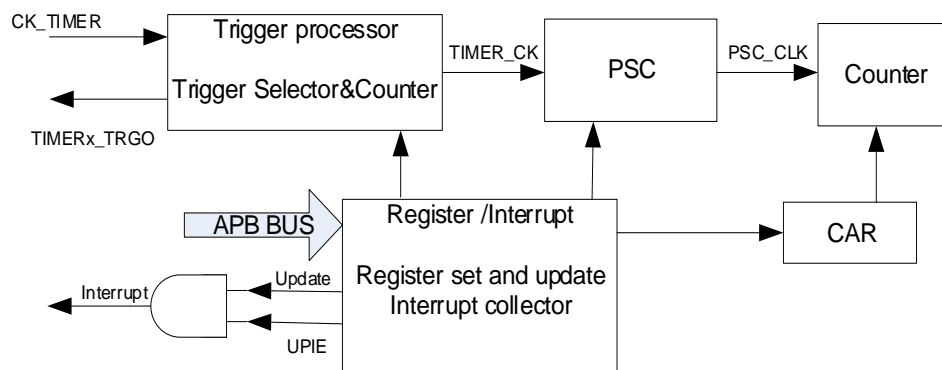 CK_TIMER
Trigger processor
Trigger Selector&Counter
TIMERx_TRGO
TIMER_CK
PSC
PSC_CLK
Counter
APB BUS
Register /Interrupt
Register set and update
Interrupt collector
CAR
Interrupt
Update
UPIE